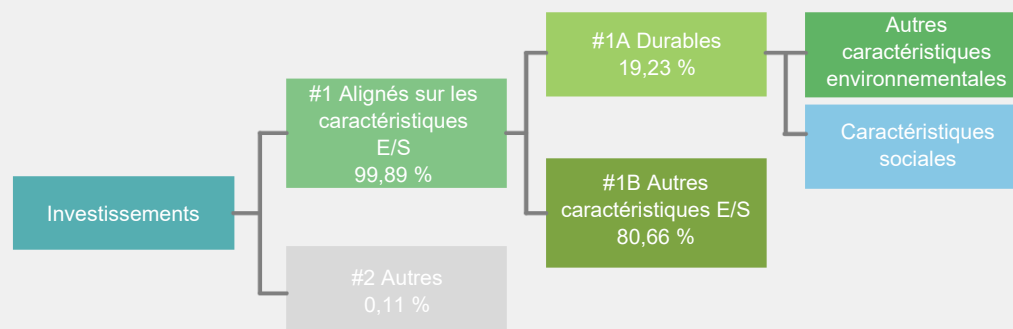 Investissements
#1 Alignés sur les
caractéristiques
E/S
99,89 %
#2 Autres
0,11 %
#1A Durables
19,23 %
#1B Autres
caractéristiques E/S
80,66 %
Autres
caractéristiques
environnementales
Caractéristiques
sociales